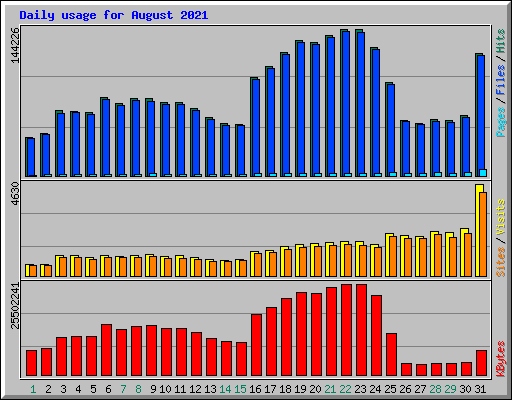 Daily usage for August 2021
144226
Pages / Files / Hits
4630
Sites / Visits
25502241
KBytes
1 2 3 4 5 6 7 8 9 10 11 12 13 14 15 16 17 18 19 20 21 22 23 24 25 26 27 28 29 30 31